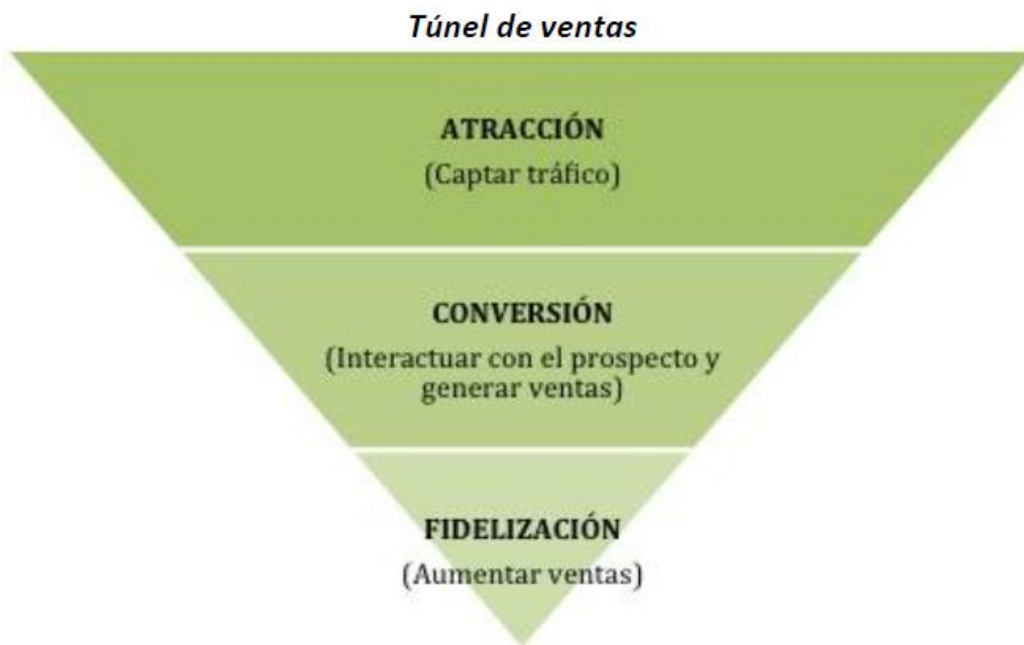 Túnel de ventas
ATRACCIÓN
(Captar tráfico)
CONVERSIÓN
(Interactuar con el prospecto y
generar ventas)
FIDELIZACIÓN
(Aumentar ventas)